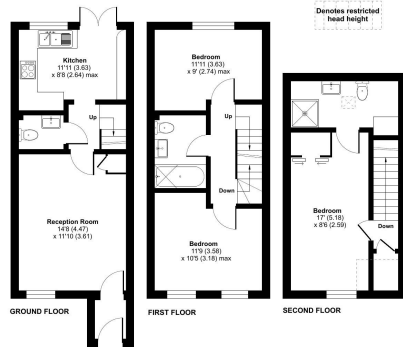 Denotes restricted
head height
Kitchen
11'11 (3.63)
x 8'8 (2.64) max
Up
Reception Room
14'8 (4.47)
x 11'10 (3.61)
GROUND FLOOR
Bedroom
11'11 (3.63)
x 9' (2.74) max
Up
Down
Bedroom
11'9 (3.58)
x 10'5 (3.18) max
FIRST FLOOR
Bedroom
17' (5.18)
x 8'6 (2.59)
Down
SECOND FLOOR